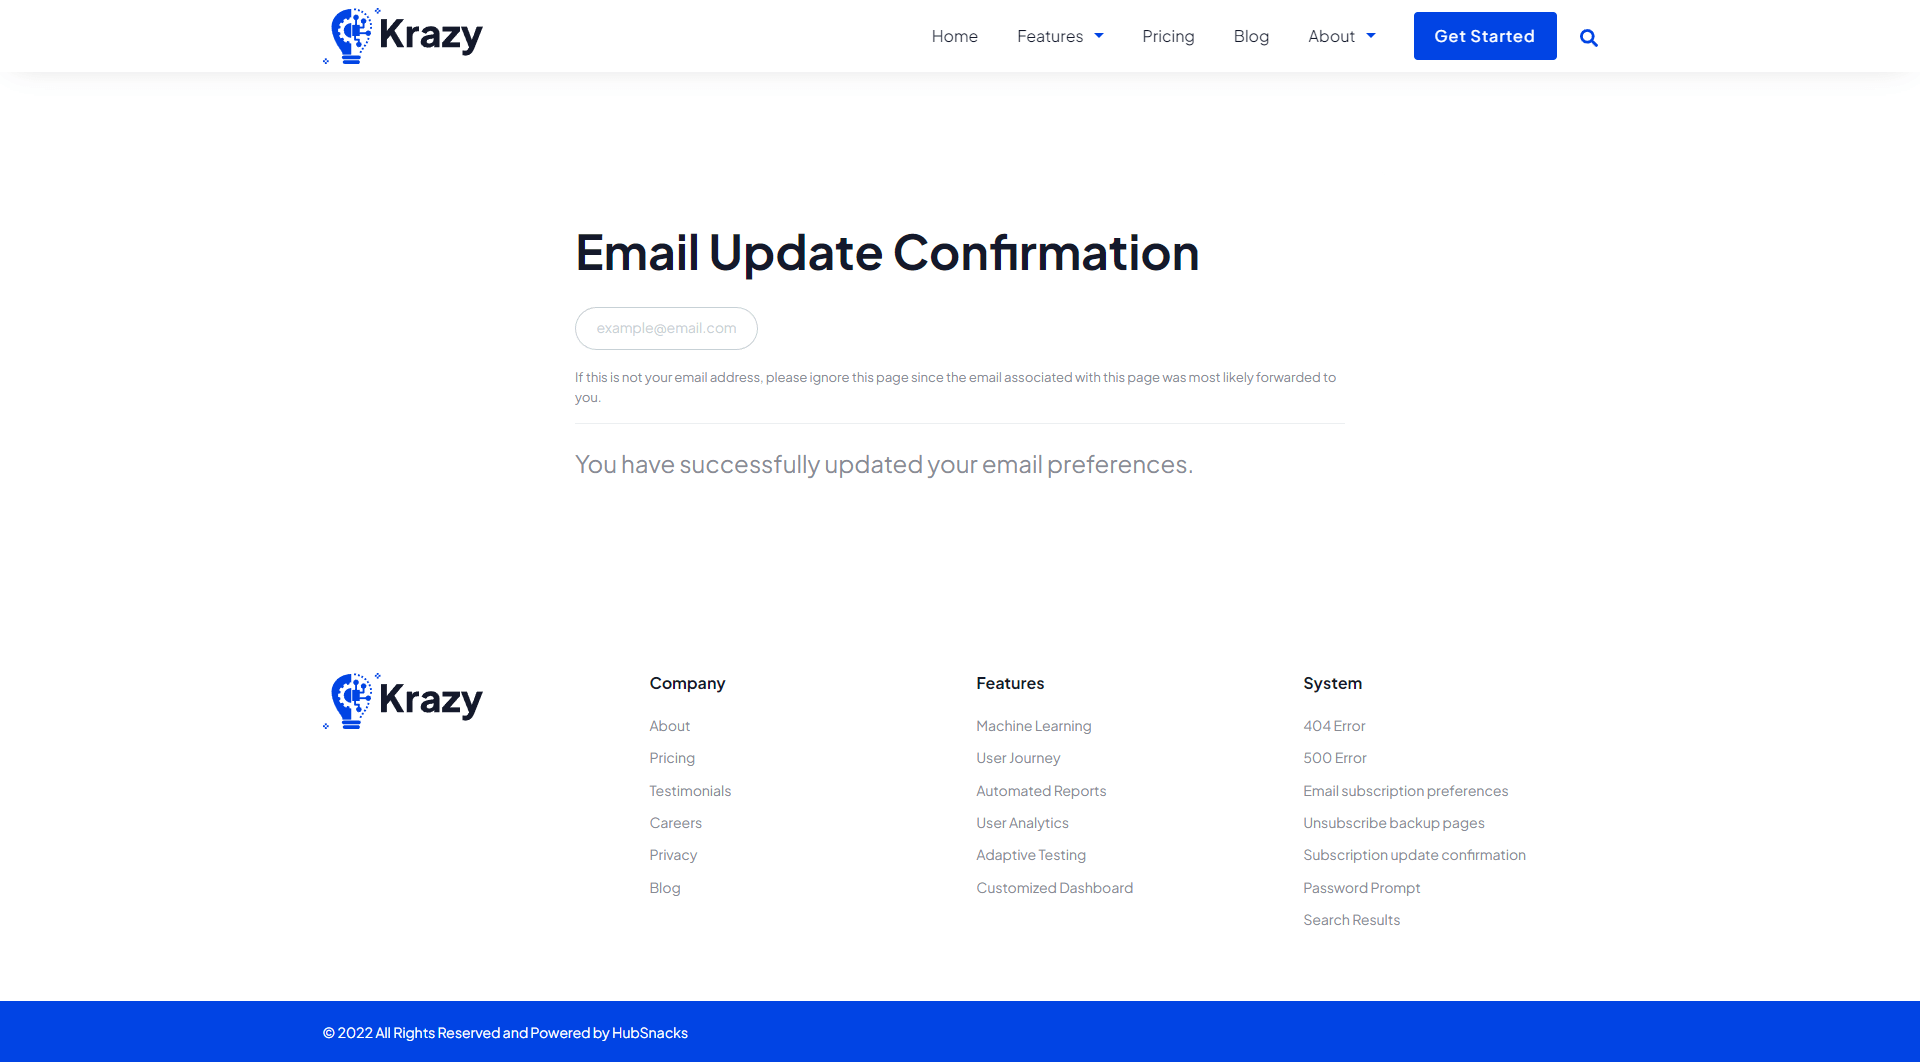 Krazy
Home
Features
Pricing
Blog
About
Get Started
Email Update Confirmation
example@email.com
If this is not your email address, please ignore this page since the email associated with this page was most likely forwarded to
you.
You have successfully updated your email preferences.
Krazy
Company
About
Pricing
Testimonials
Careers
Privacy
Blog
Features
Machine Learning
User Journey
Automated Reports
User Analytics
Adaptive Testing
Customized Dashboard
System
404 Error
500 Error
Email subscription preferences
Unsubscribe backup pages
Subscription update confirmation
Password Prompt
Search Results
© 2022 All Rights Reserved and Powered by HubSnacks